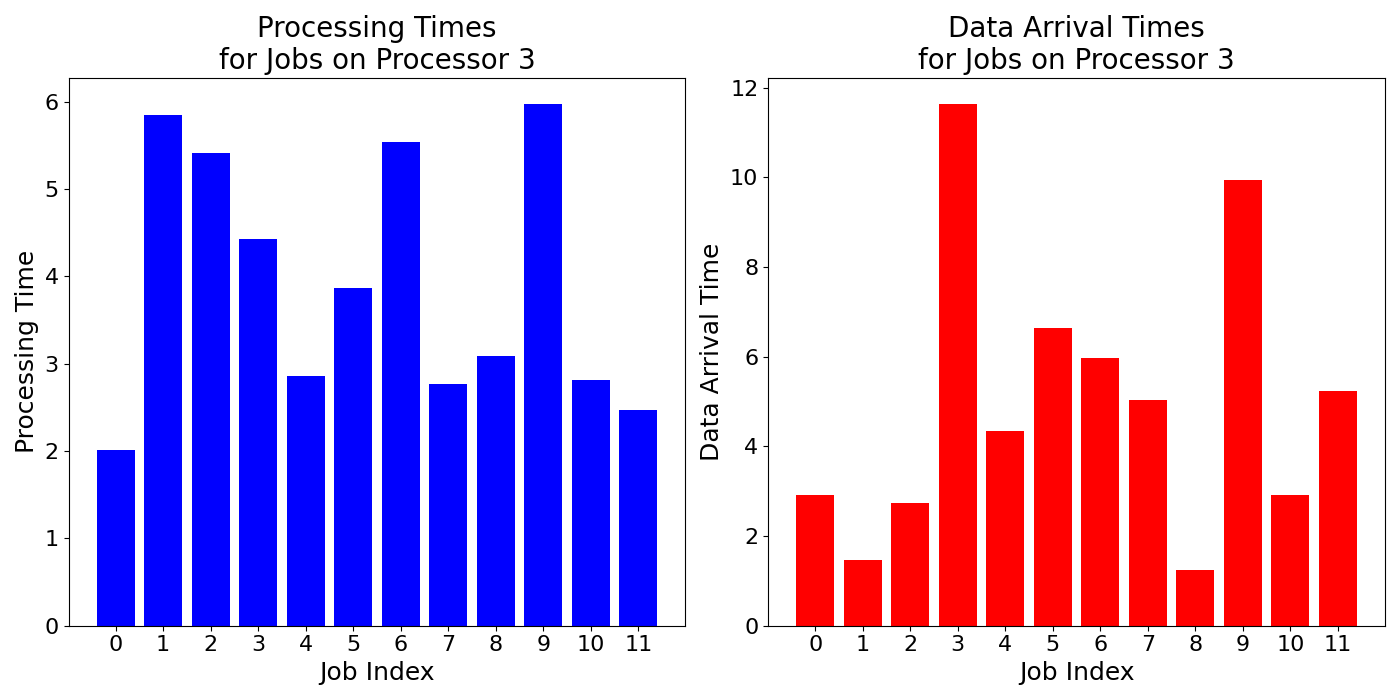 Processing Times
for Jobs on Processor 3
Processing Time
6
5
4
3
2
1
0
0 1 2 3 4 5 6 7 8 9 10 11
Job Index
Data Arrival Times
for Jobs on Processor 3
Data Arrival Time
12
10
8
6
4
2
0
0 1 2 3 4 5 6 7 8 9 10 11
Job Index